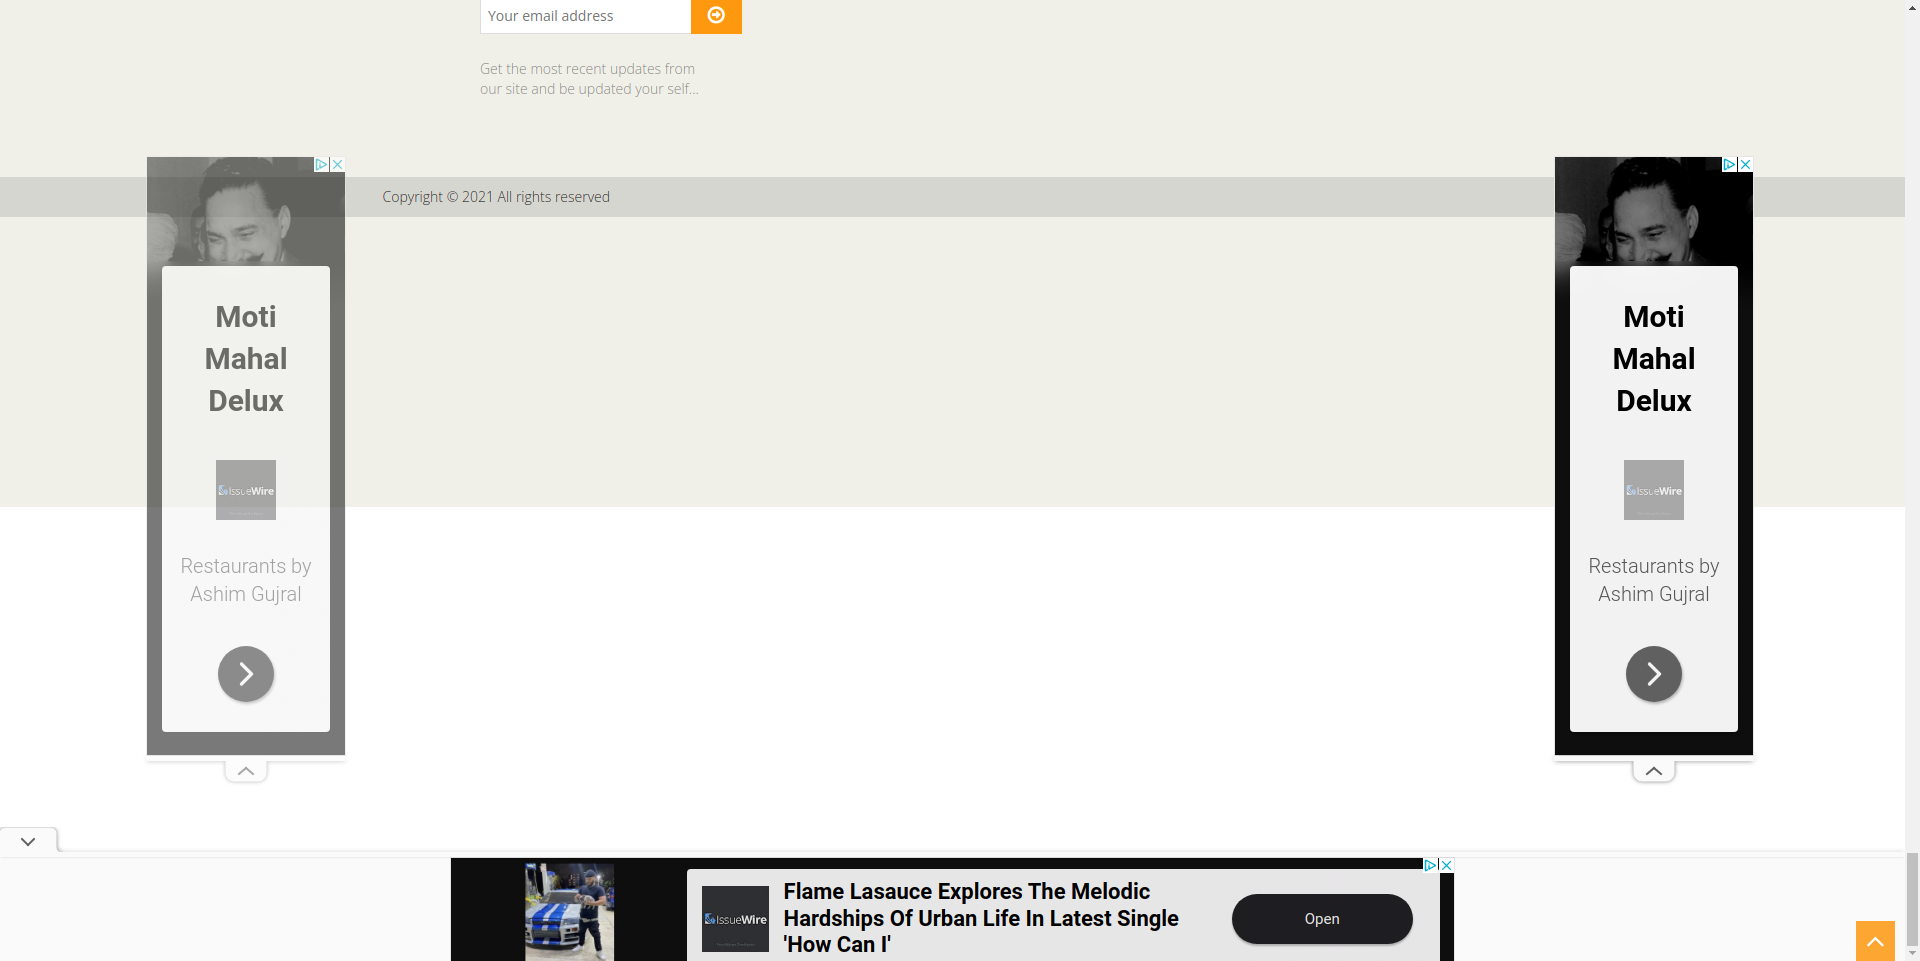 Your email address
Get the most recent updates from
our site and be updated your self...
Copyright © 2021 All rights reserved
Moti
Mahal
Delux
IssueWire
Restaurants by
Ashim Gujral
Moti
Mahal
Delux
IssueWire
Restaurants by
Ashim Gujral
IssueWire
Flame Lasauce Explores The Melodic
Hardships Of Urban Life In Latest Single
'How Can I'
Open